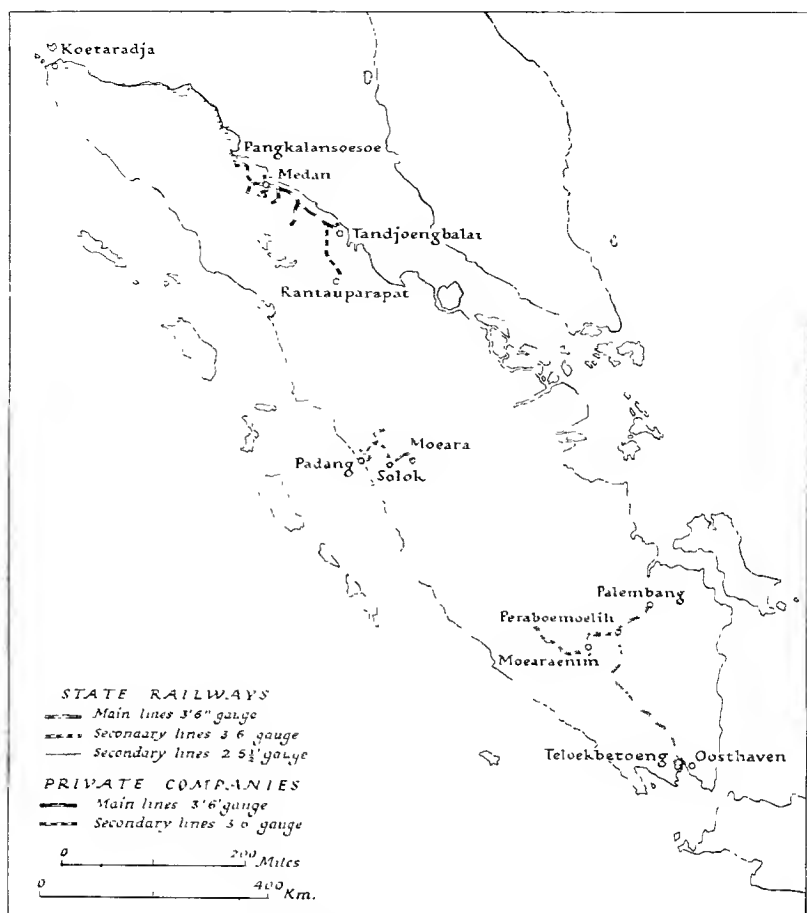 Koetaradja
Pangkalansoesoe
Medan
Tandjoengbalai
Rantauparapat
Moeara
Padang
Solok
Palembang
Peraboemoelih
Moearaenim
Teloekbetoeng
Oosthaven
STATE RAILWAYS
Main lines 3'6" gauge
Secondary lines 3 6 gauge
Secondary lines 2 5½' gauge
PRIVATE COMPANIES
Main lines 3'6' gauge
Secondary lines 3 6 gauge
0 200 Miles
0 400 Km.